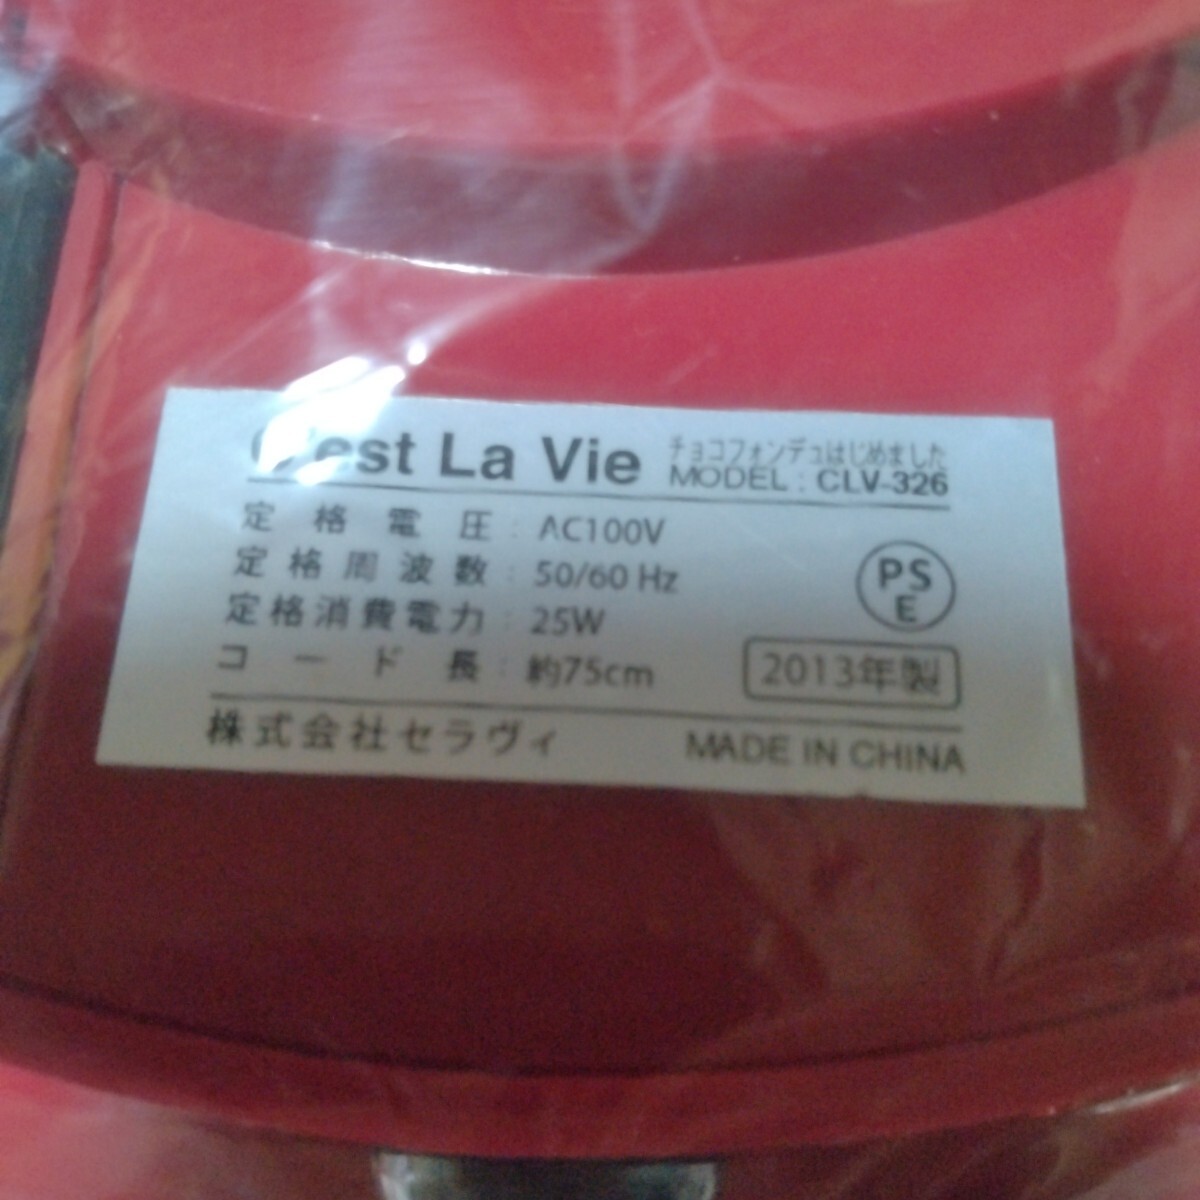 C'est La Vie チョコフォンデュはじめました
MODEL : CLV-326
定格電圧 : AC100V
定格周波数 : 50/60 Hz
定格消費電力 : 25W
コード長 : 約75cm
PS
E
2013年製
株式会社セラヴィ MADE IN CHINA